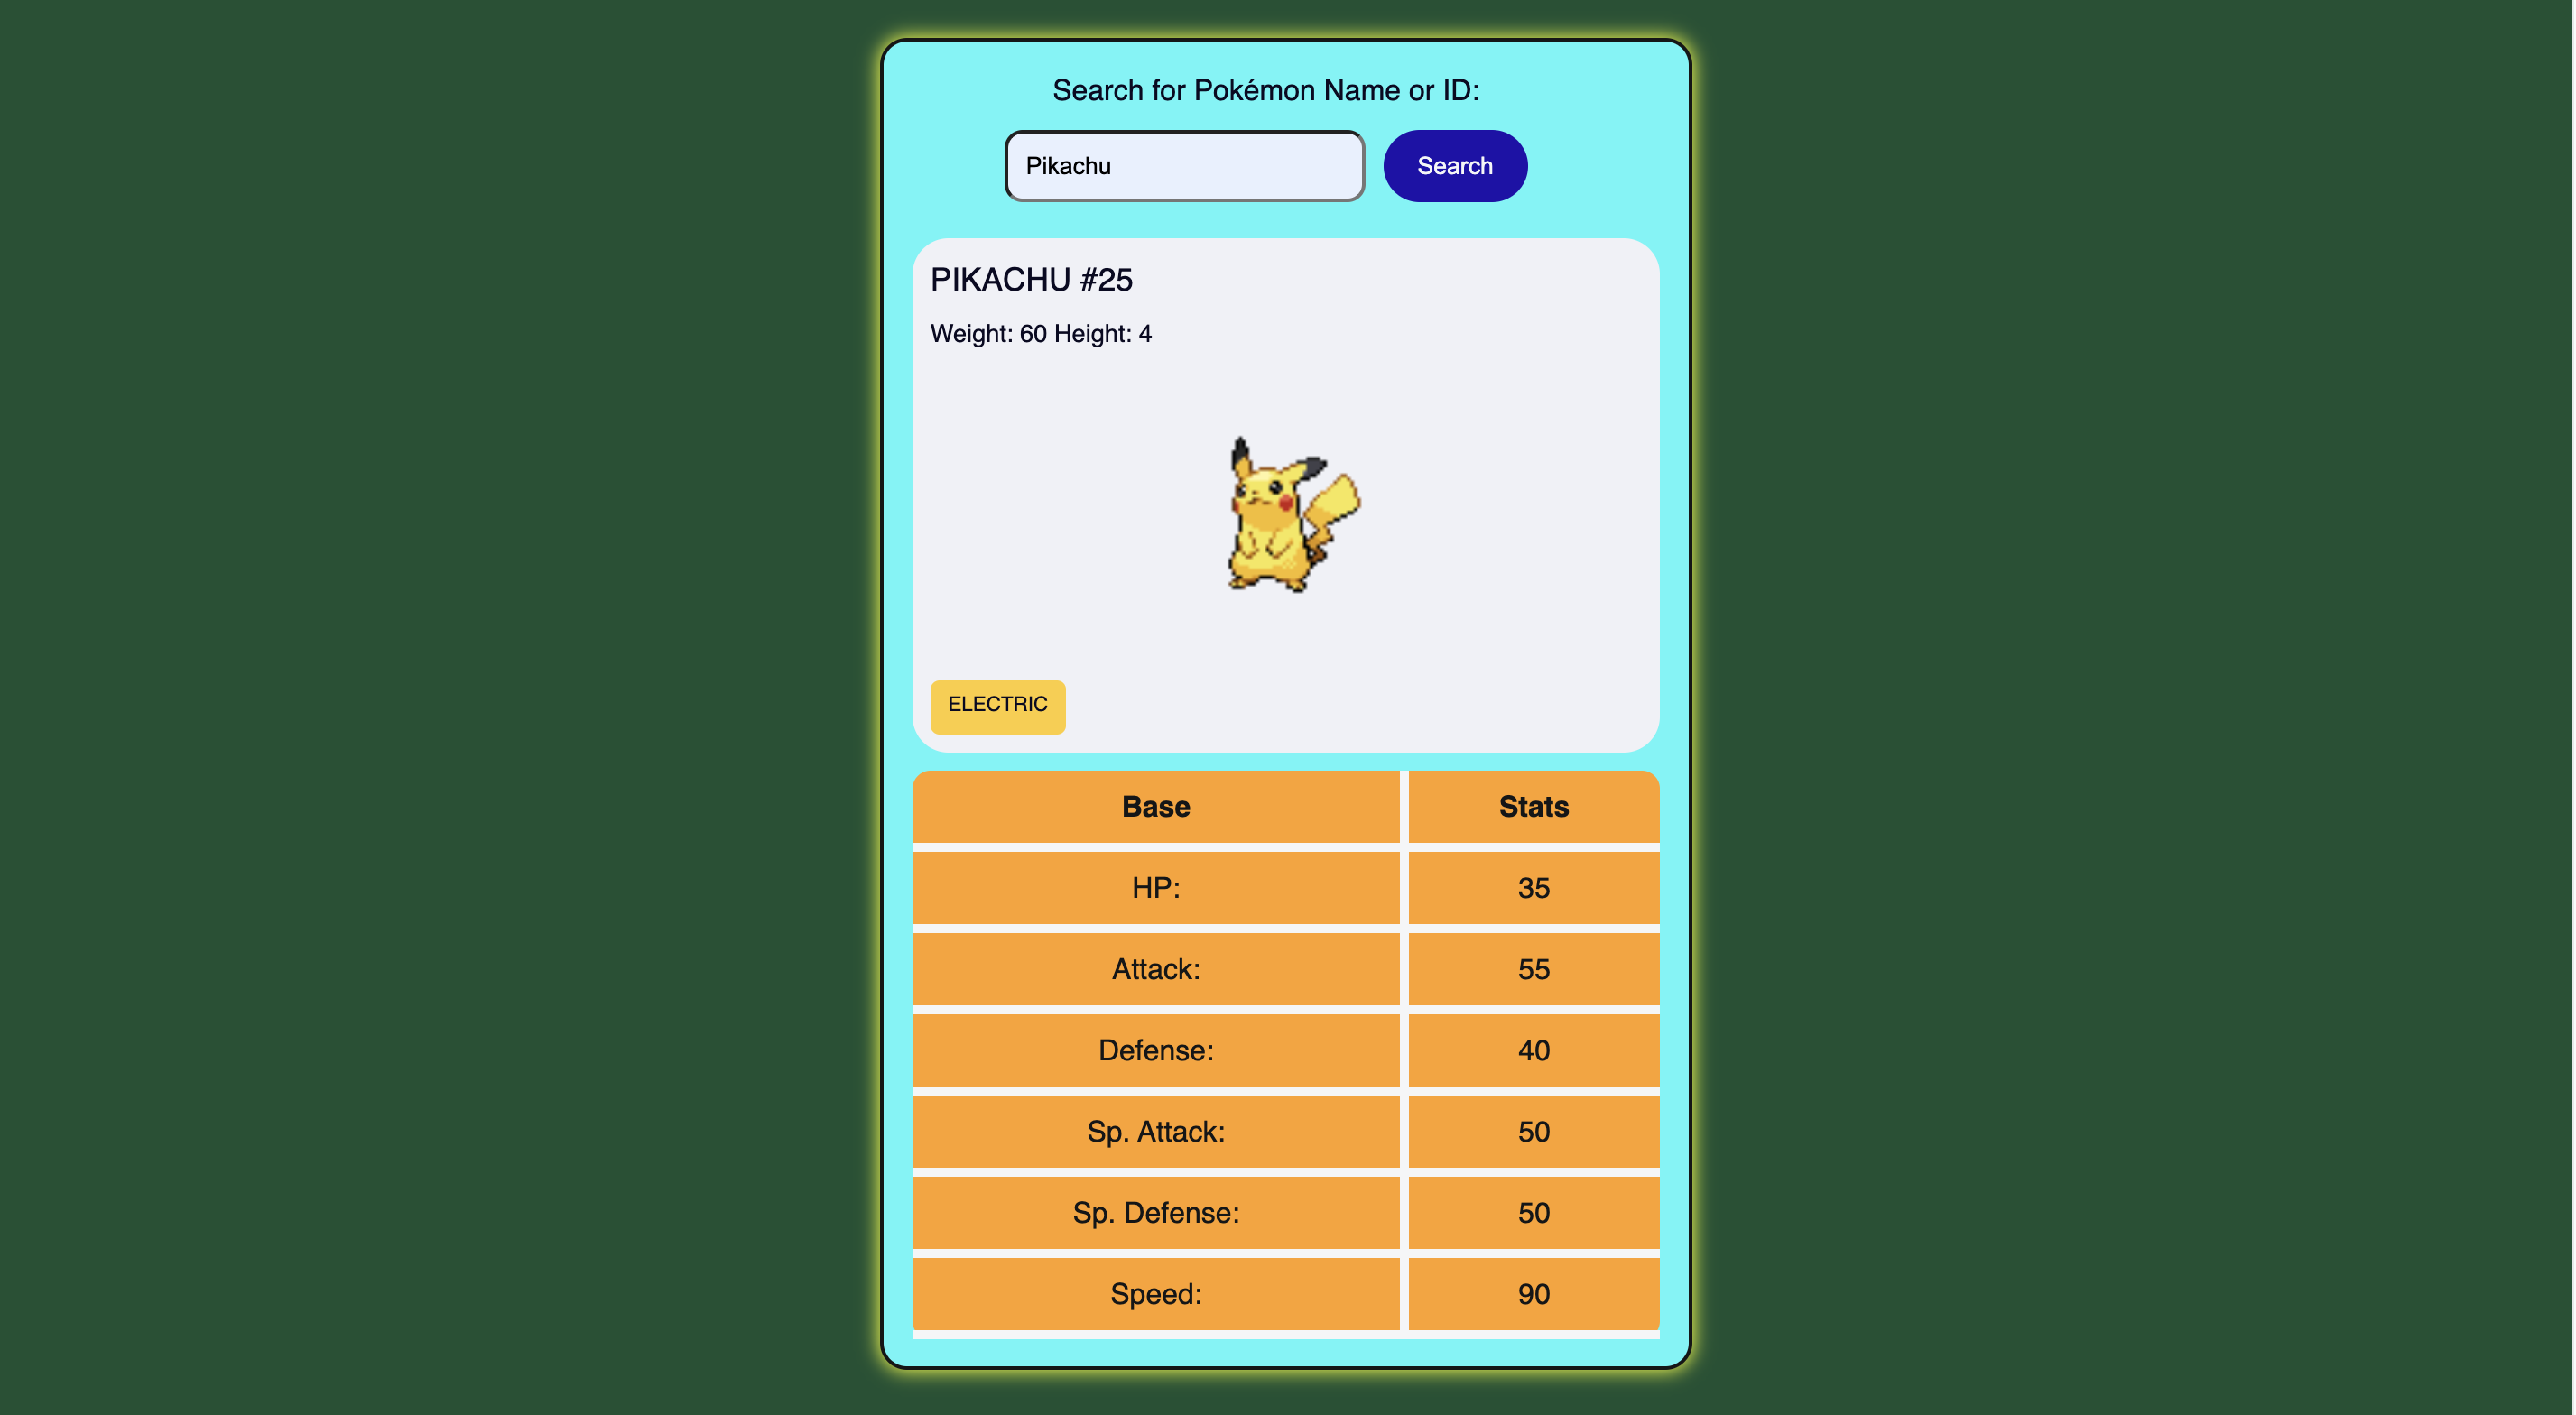 Search for Pokémon Name or ID:
Pikachu Search
PIKACHU #25
Weight: 60 Height: 4
ELECTRIC
Base Stats
HP: 35
Attack: 55
Defense: 40
Sp. Attack: 50
Sp. Defense: 50
Speed: 90